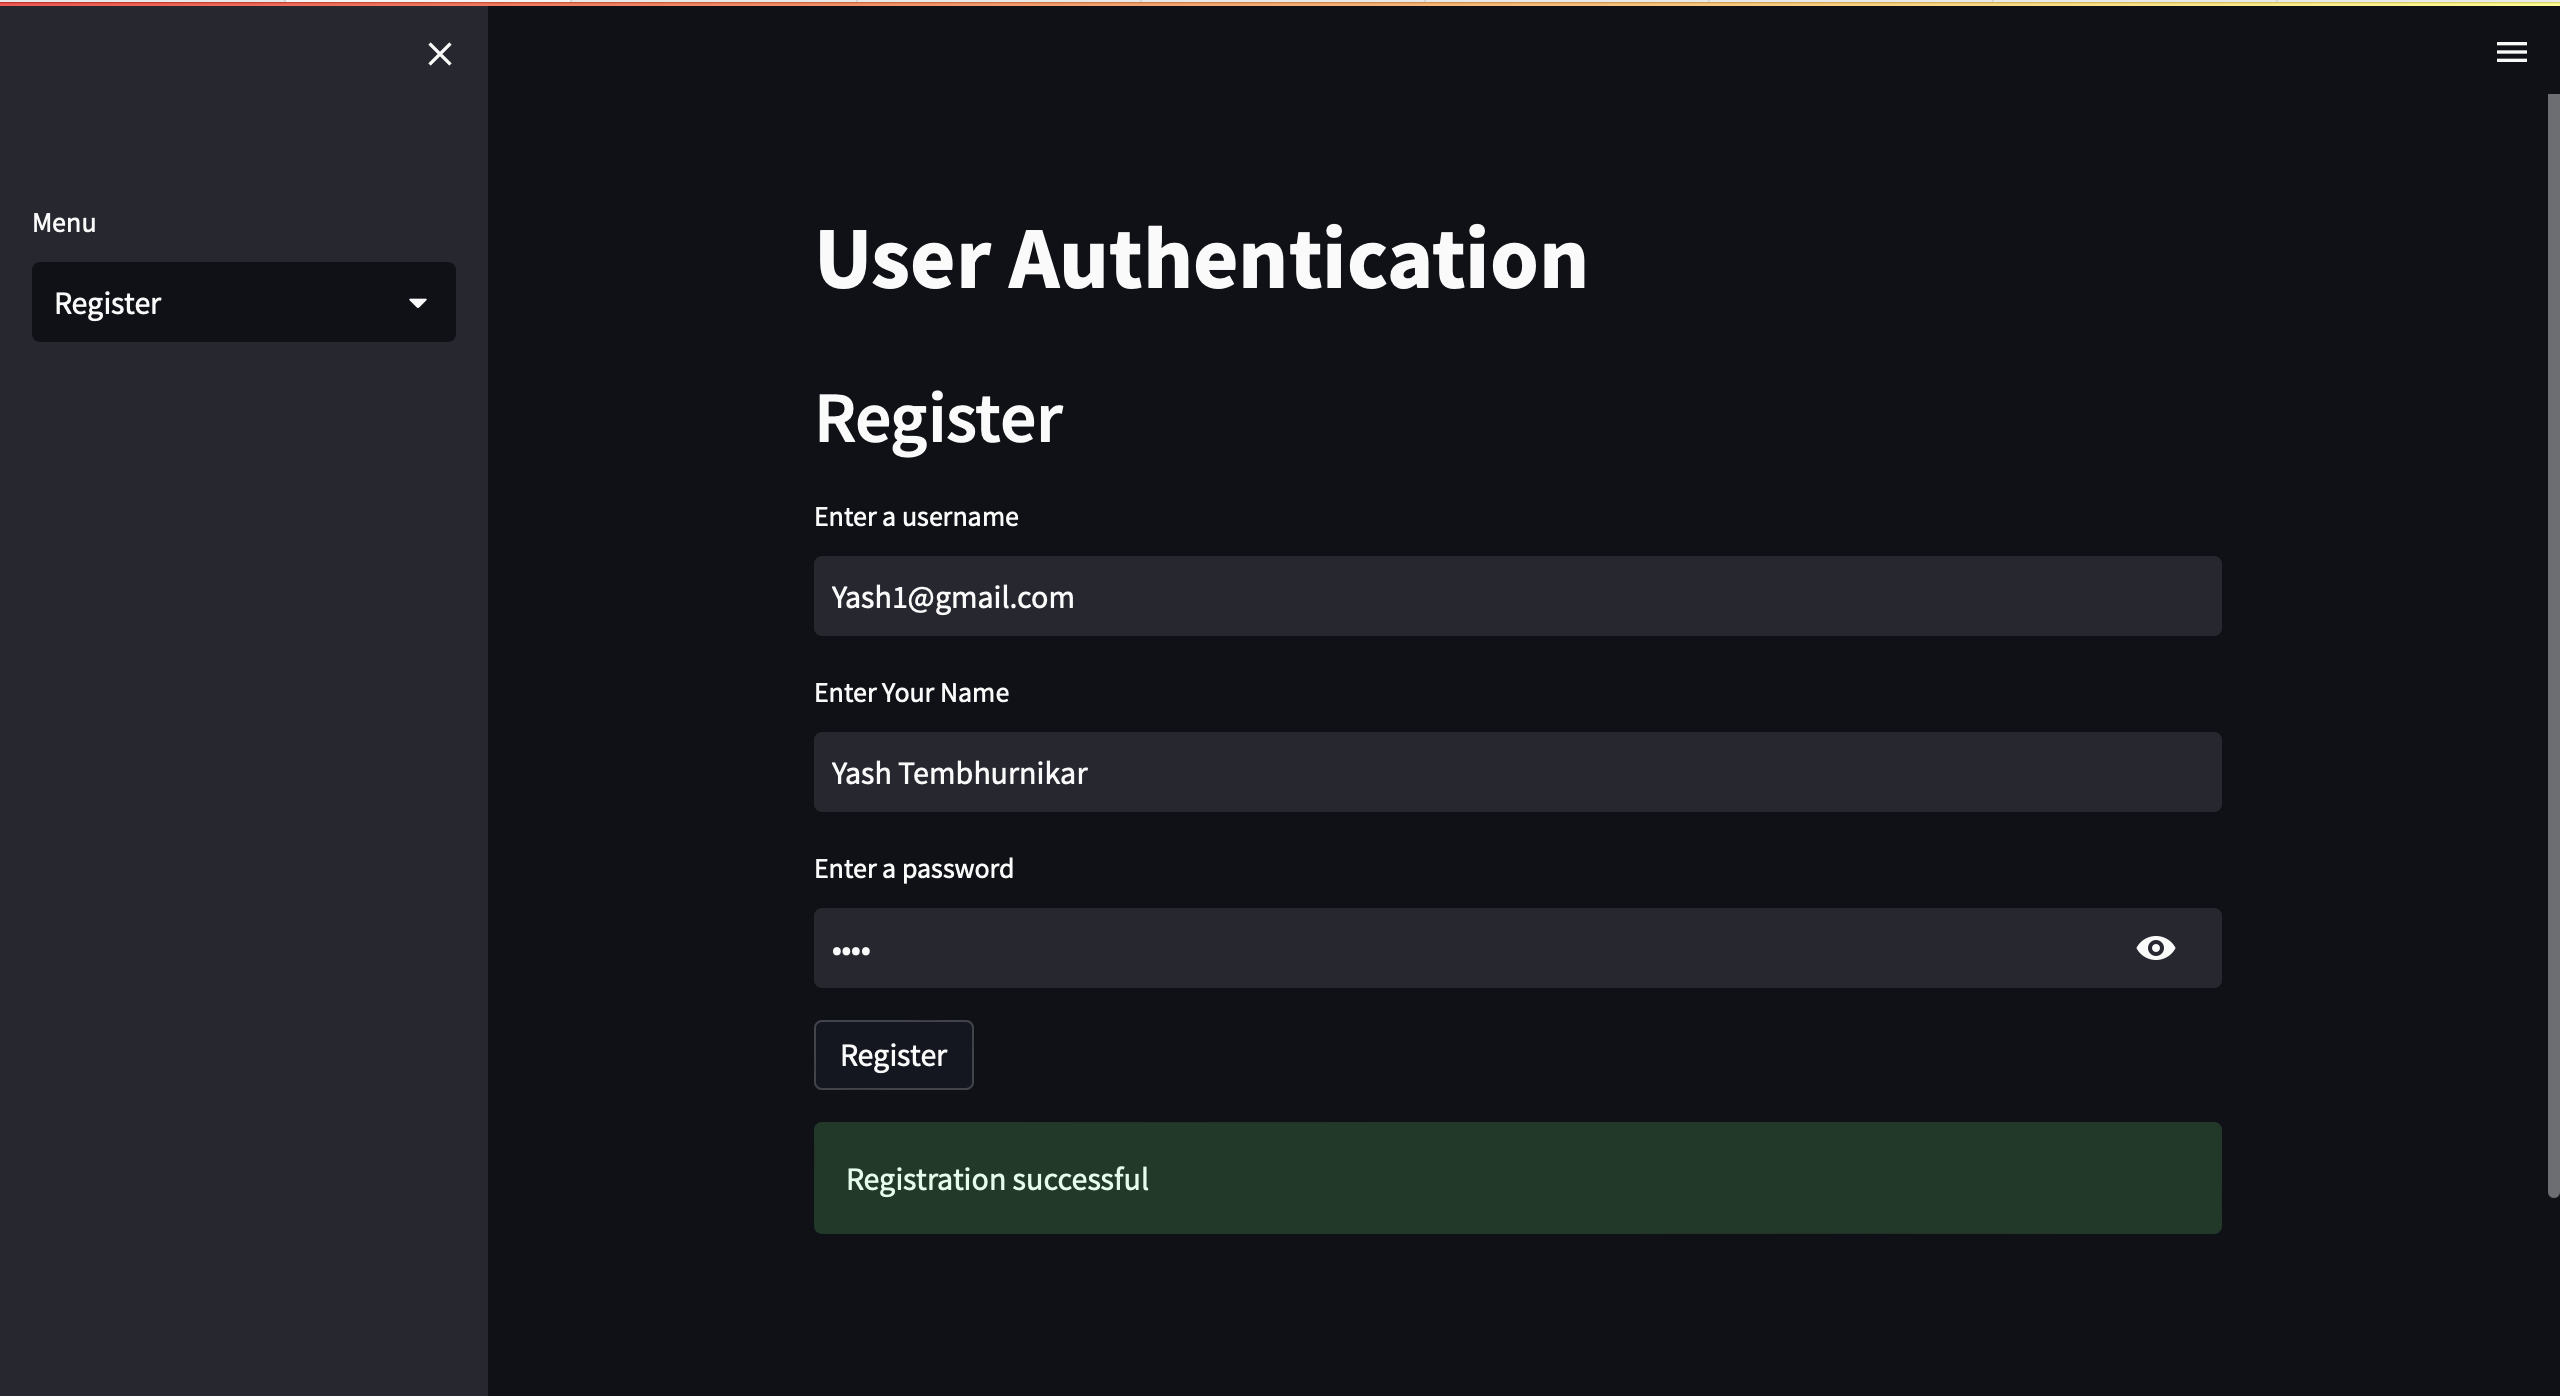 Menu
Register
User Authentication
Register
Enter a username
Yash1@gmail.com
Enter Your Name
Yash Tembhurnikar
Enter a password
••••
Register
Registration successful